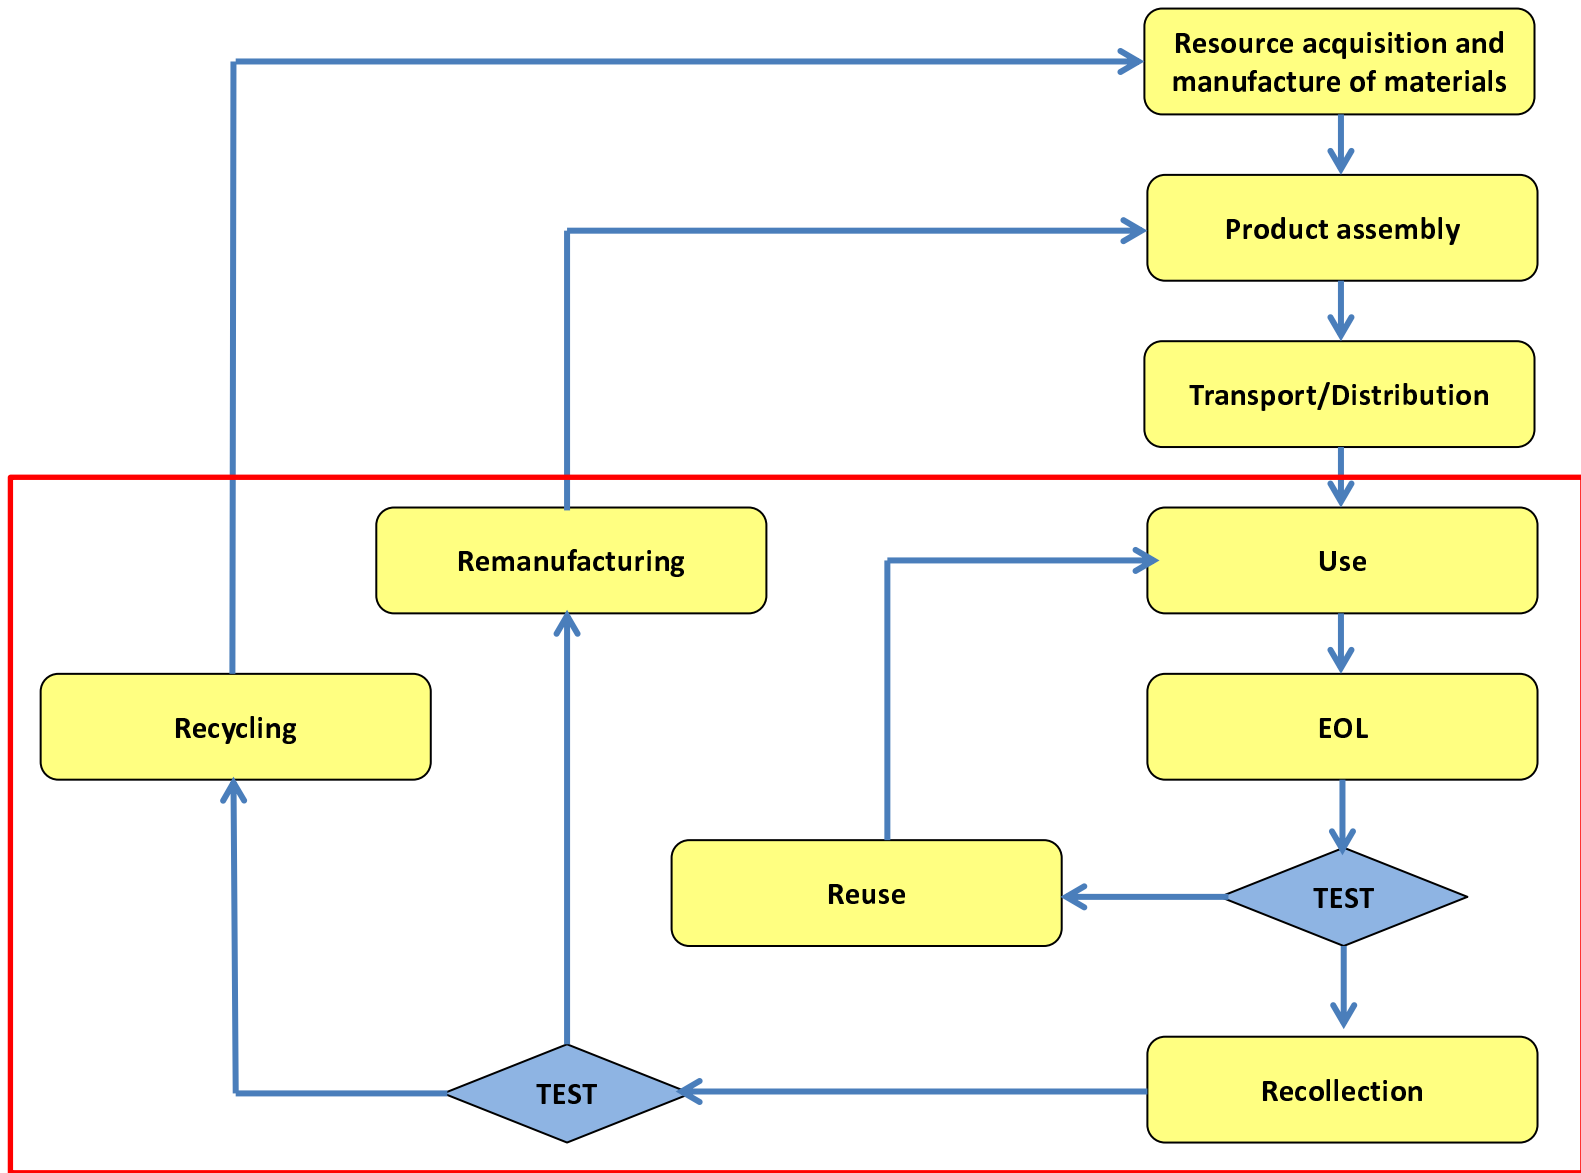 Resource acquisition and
manufacture of materials
Product assembly
Transport/Distribution
Remanufacturing
Use
Recycling
EOL
Reuse
TEST
TEST
Recollection